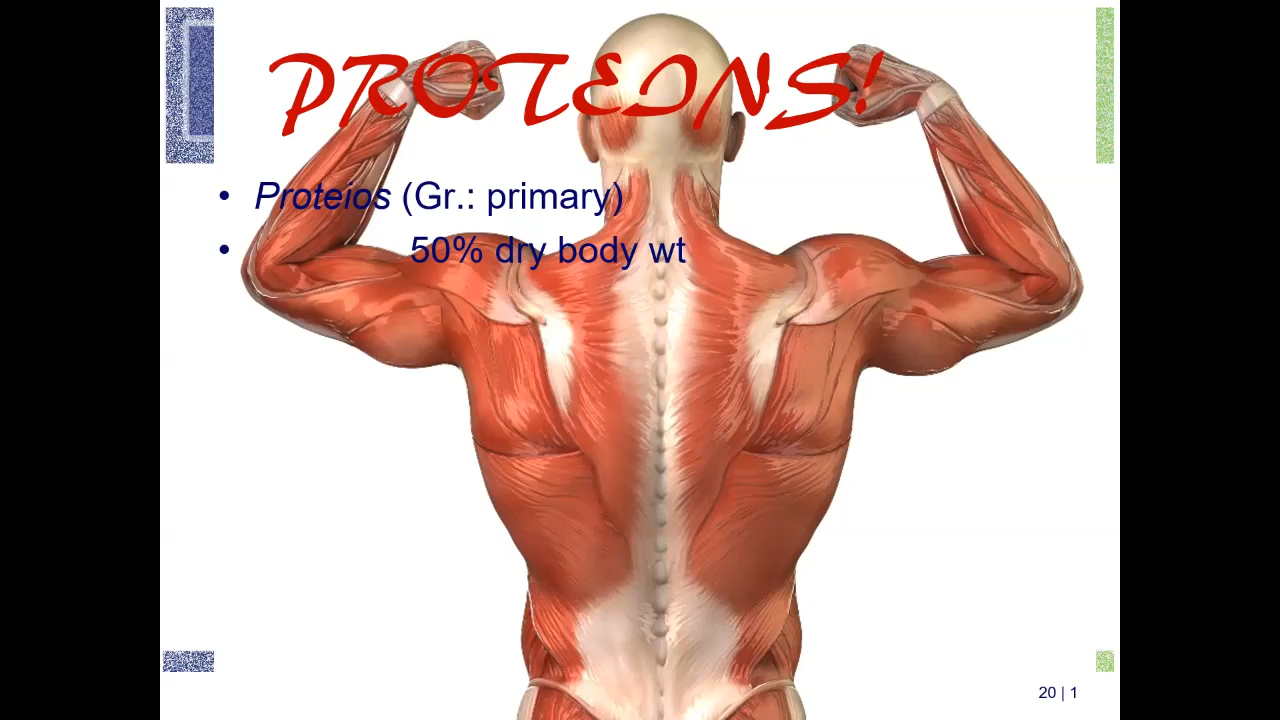 PROTEINS!
• Proteios (Gr.: primary)
• 50% dry body wt
20 | 1